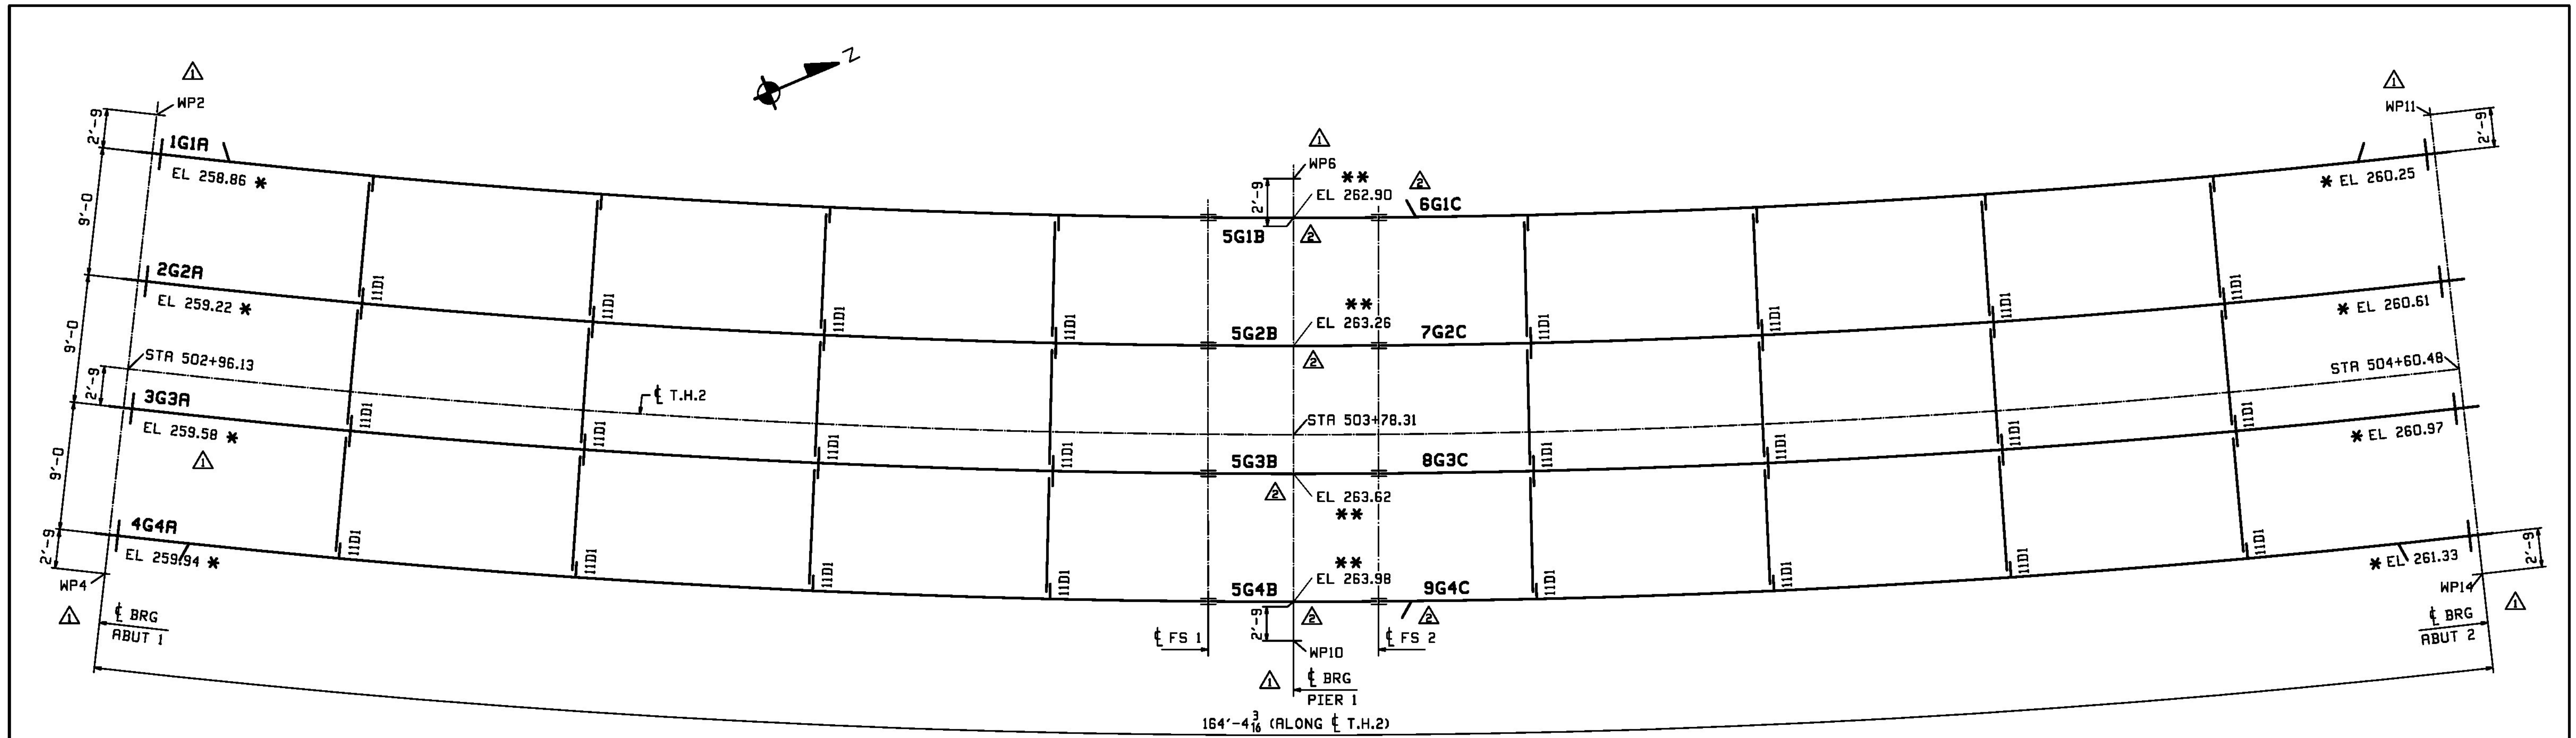 N
1
WP2
2'-9
1G1A
EL 258.86 *
9'-0
2G2A
EL 259.22 *
9'-0
STA 502+96.13
2'-9
3G3A
EL 259.58 *
1
9'-0
4G4A
EL 259.94 *
2'-9
WP4
1
℄ BRG
ABUT 1
11D1
11D1
11D1
11D1
11D1
11D1
11D1
11D1
11D1
11D1
11D1
11D1
℄ T.H.2
1
WP6
**
2'-9
EL 262.90
2
6G1C
5G1B
2
**
EL 263.26
5G2B
7G2C
2
STA 503+78.31
5G3B
8G3C
2
EL 263.62
**
**
EL 263.98
5G4B
9G4C
2'-9
2
2
℄ FS 1
℄ FS 2
WP10
1
℄ BRG
PIER 1
11D1
11D1
11D1
11D1
11D1
11D1
11D1
11D1
11D1
11D1
11D1
11D1
1
WP11
2'-9
* EL 260.25
* EL 260.61
STA 504+60.48
* EL 260.97
* EL 261.33
2'-9
WP14
1
℄ BRG
ABUT 2
164'-4 3/16 (ALONG ℄ T.H.2)